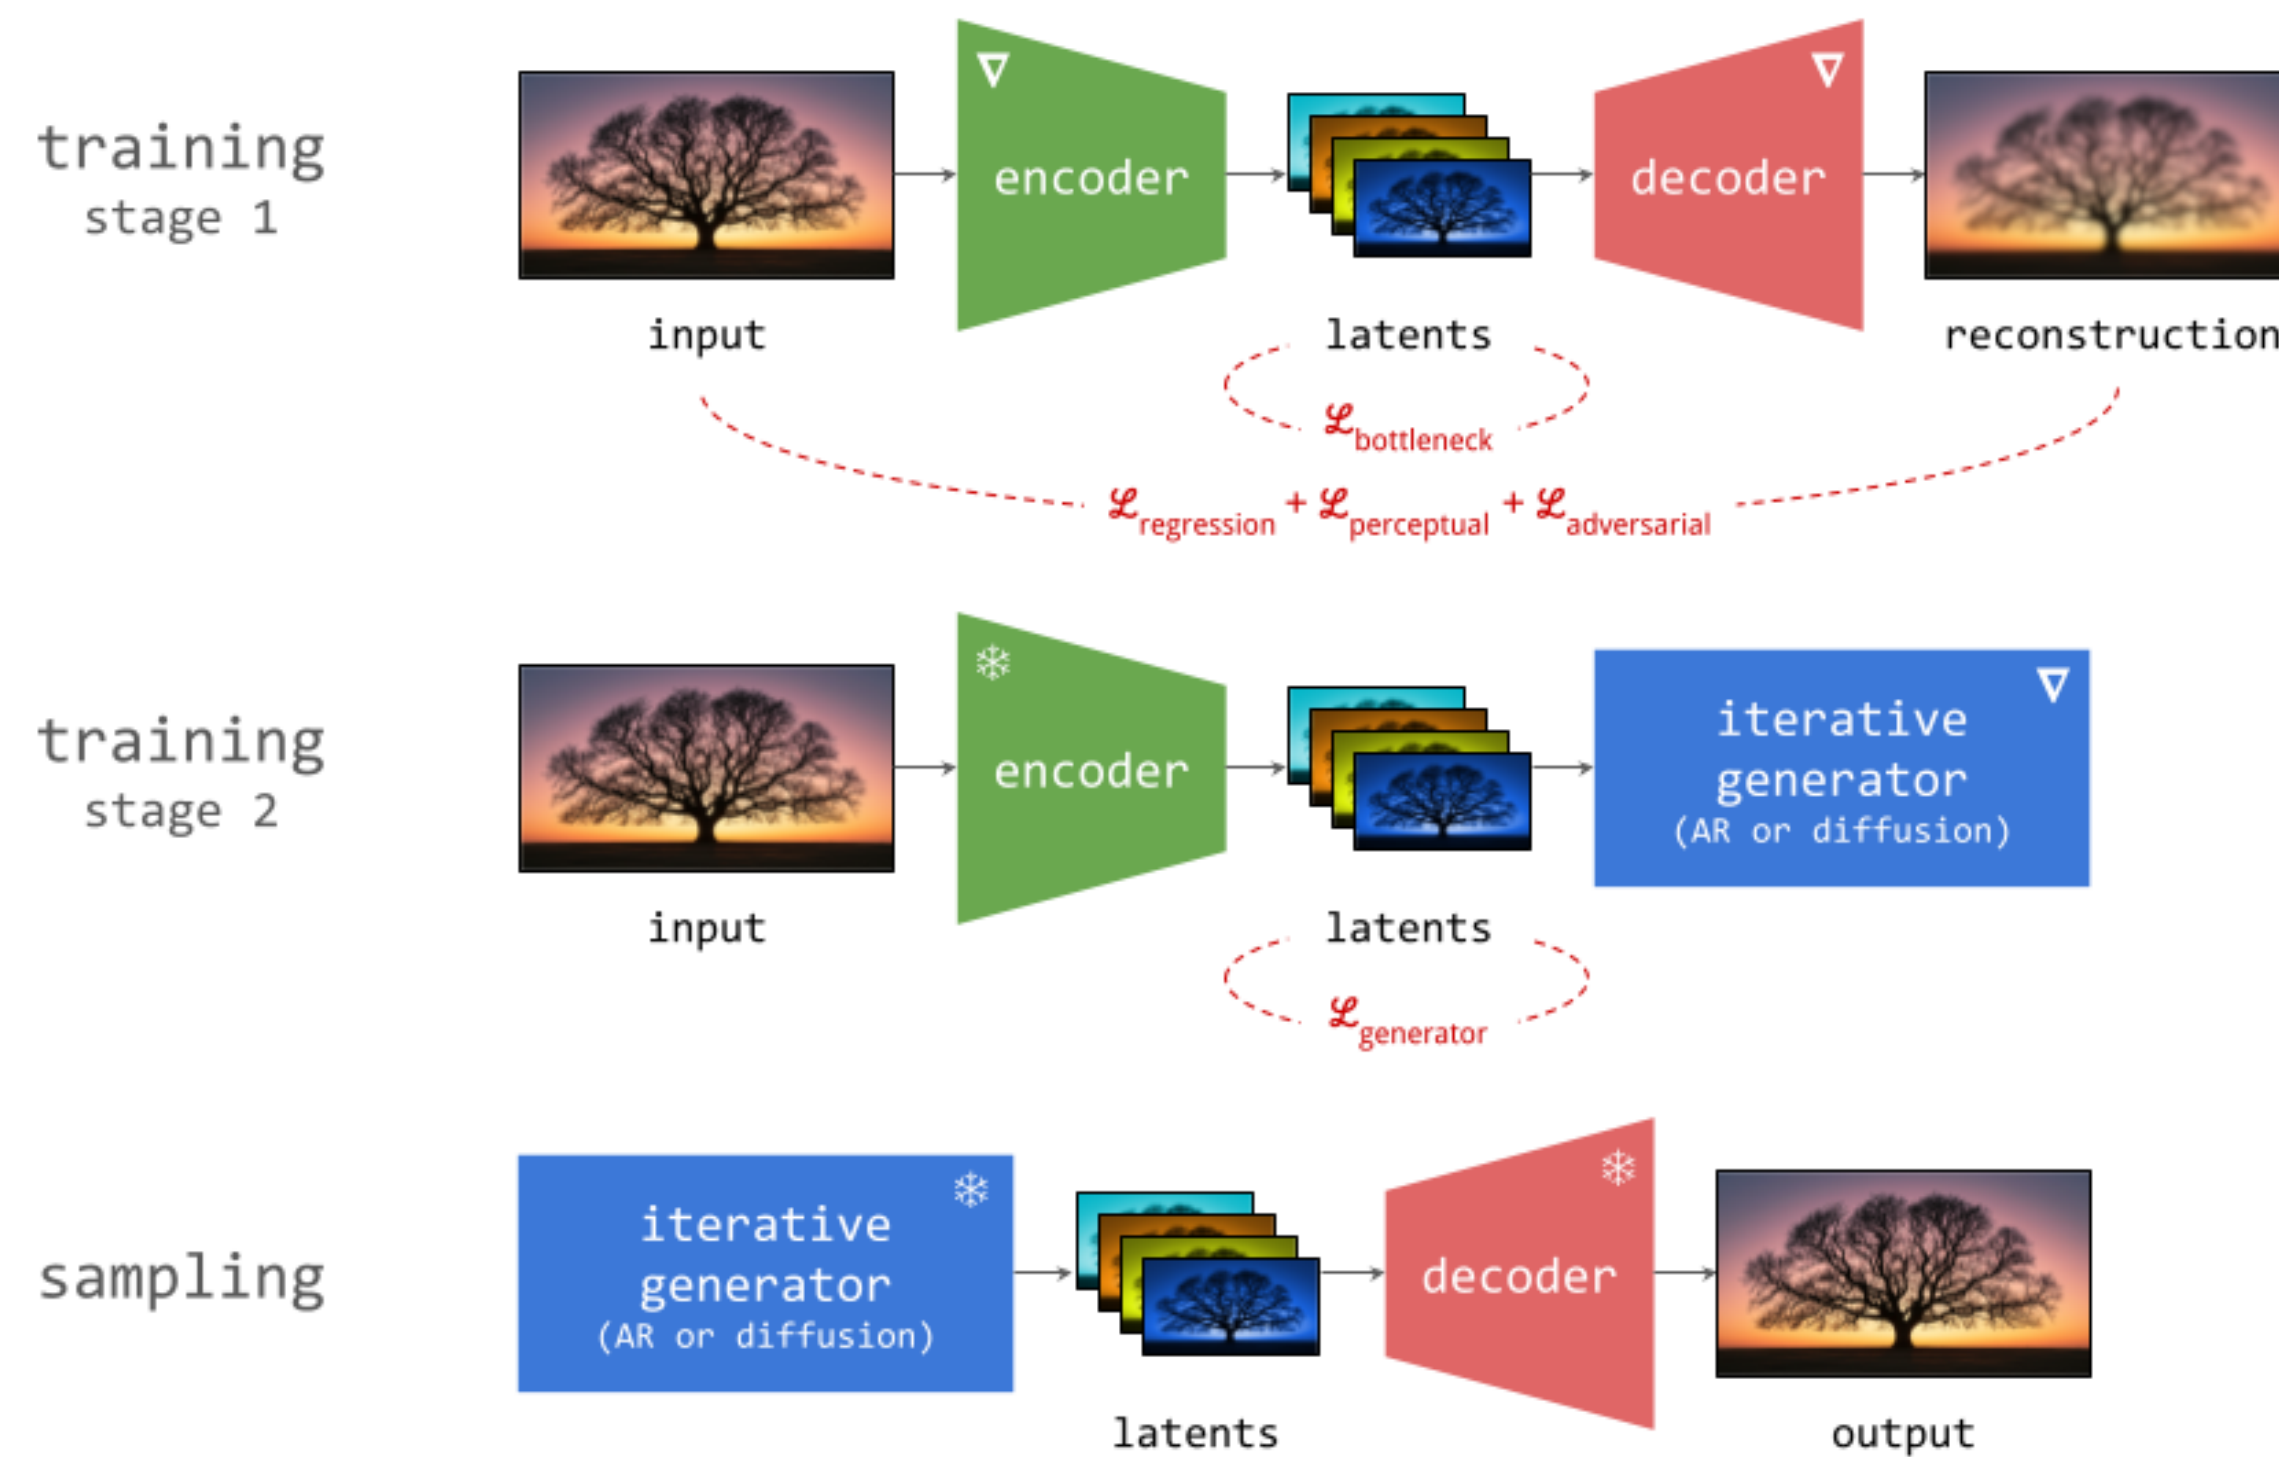 training
stage 1
encoder
decoder
input
latents
reconstruction
ℒbottleneck
ℒregression + ℒperceptual + ℒadversarial
training
stage 2
encoder
iterative
generator
(AR or diffusion)
input
latents
ℒgenerator
sampling
iterative
generator
(AR or diffusion)
decoder
latents
output